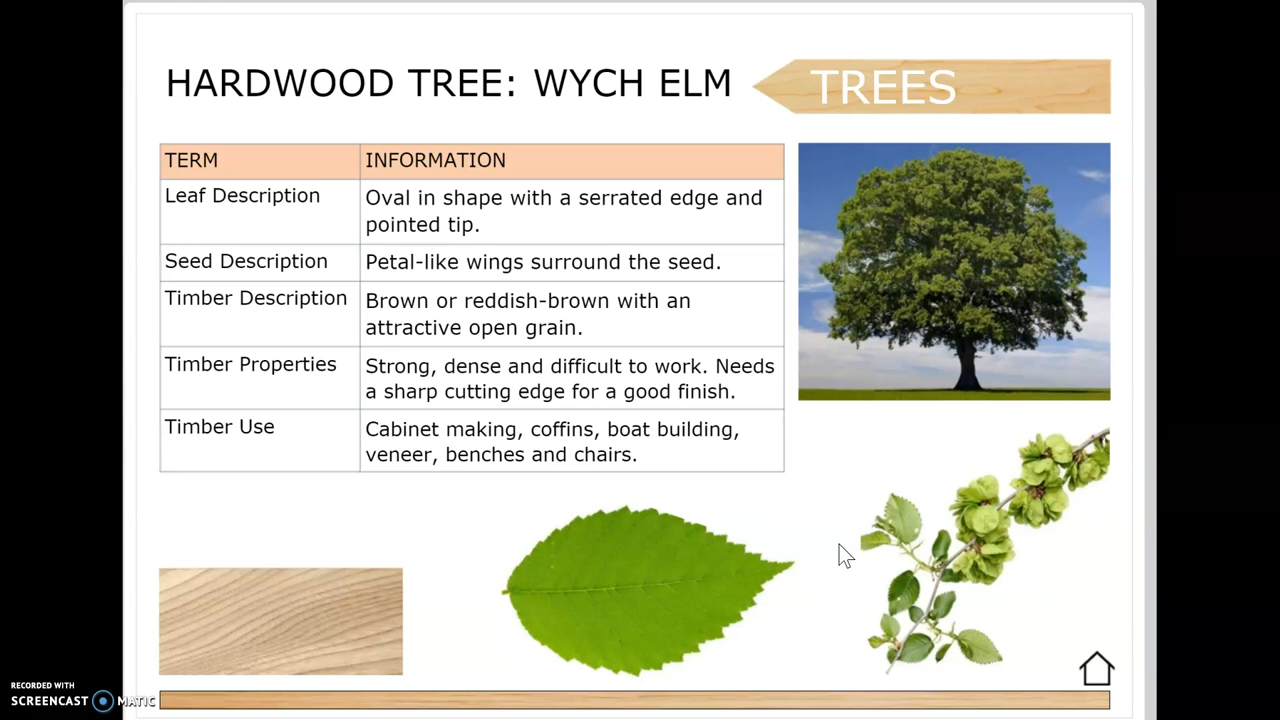 HARDWOOD TREE: WYCH ELM
TREES
TERM
INFORMATION
Leaf Description
Oval in shape with a serrated edge and
pointed tip.
Seed Description
Petal-like wings surround the seed.
Timber Description
Brown or reddish-brown with an
attractive open grain.
Timber Properties
Strong, dense and difficult to work. Needs
a sharp cutting edge for a good finish.
Timber Use
Cabinet making, coffins, boat building,
veneer, benches and chairs.
RECORDED WITH
SCREENCAST MATIC